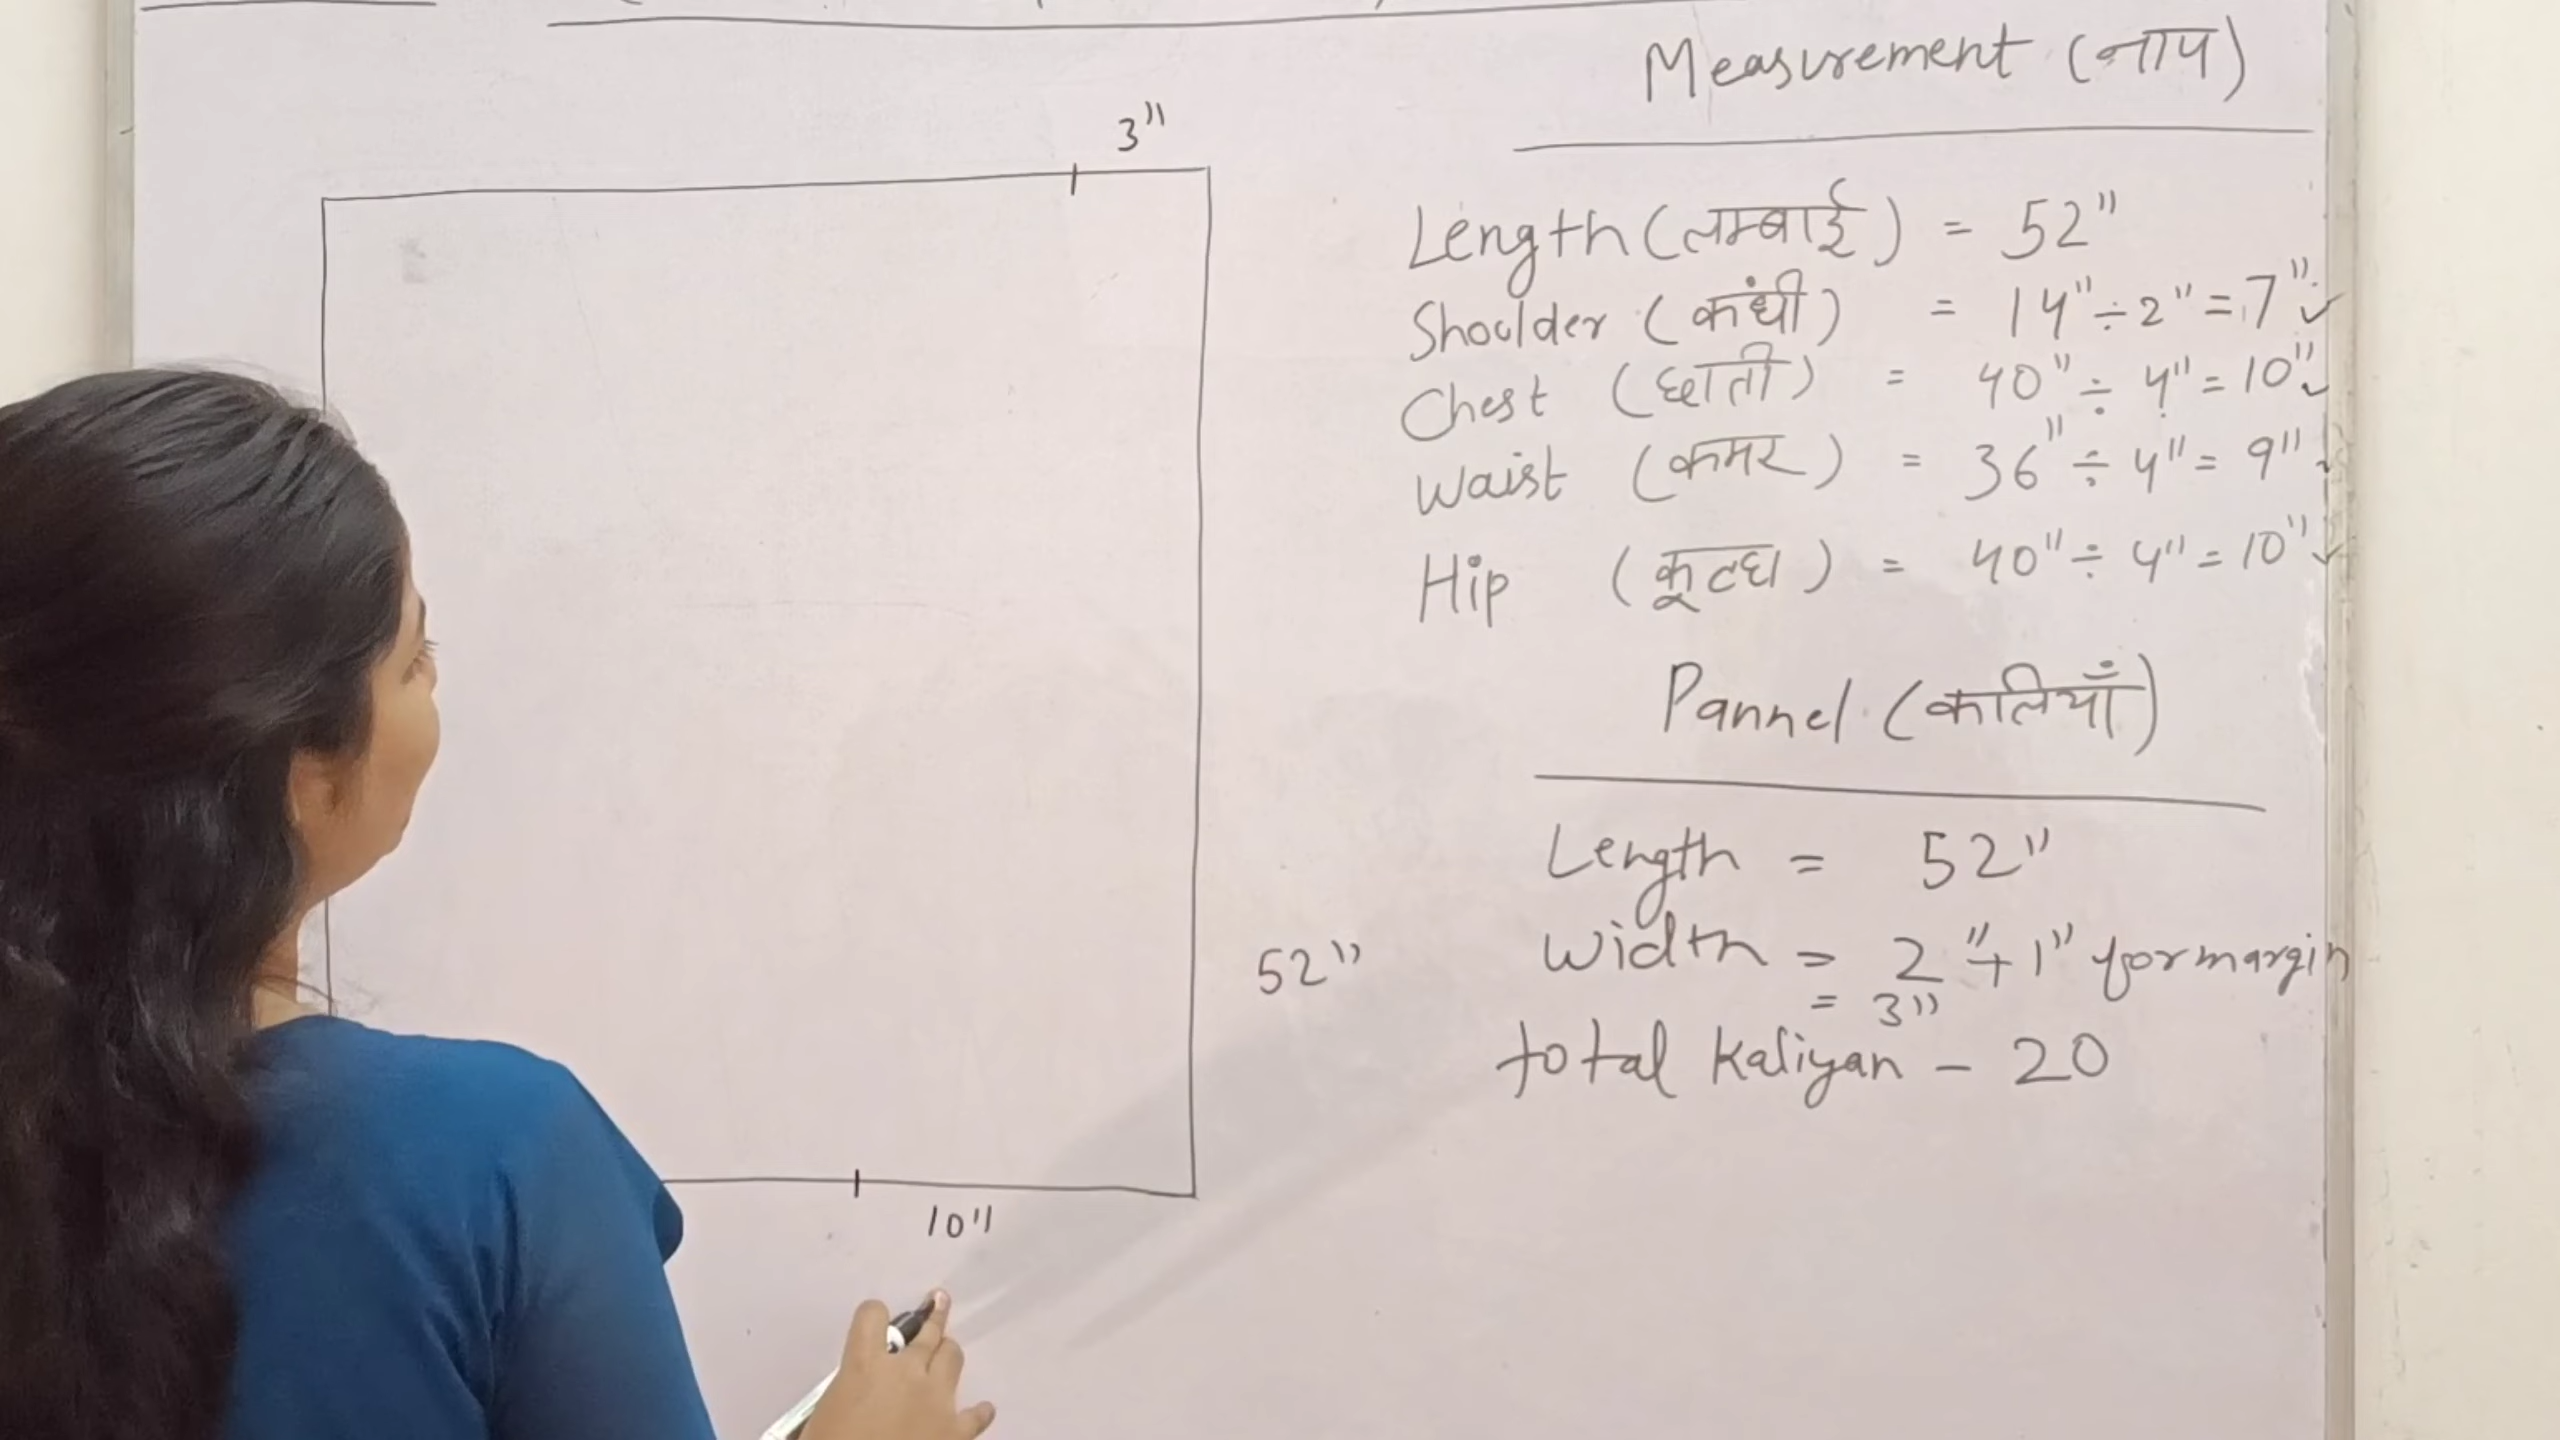 Measurement (नाप)
3"
Length (लम्बाई) = 52"
Shoulder (कंधी) = 14" ÷ 2" = 7" ✓
Chest (छाती) = 40" ÷ 4" = 10" ✓
Waist (कमर) = 36" ÷ 4" = 9" ✓
Hip (कूल्हा) = 40" ÷ 4" = 10" ✓
Pannel (कलियाँ)
Length = 52"
Width = 2" + 1" for margin
= 3"
52"
total Kaliyan - 20
10"